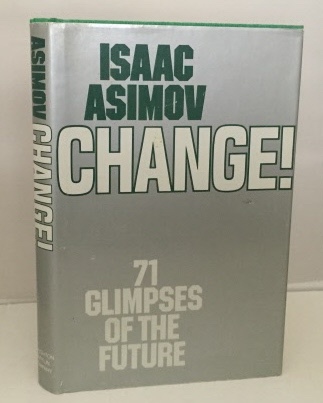 ISAAC
ASIMOV
CHANGE!
71
GLIMPSES
OF THE
FUTURE
ASIMOV CHANGE!